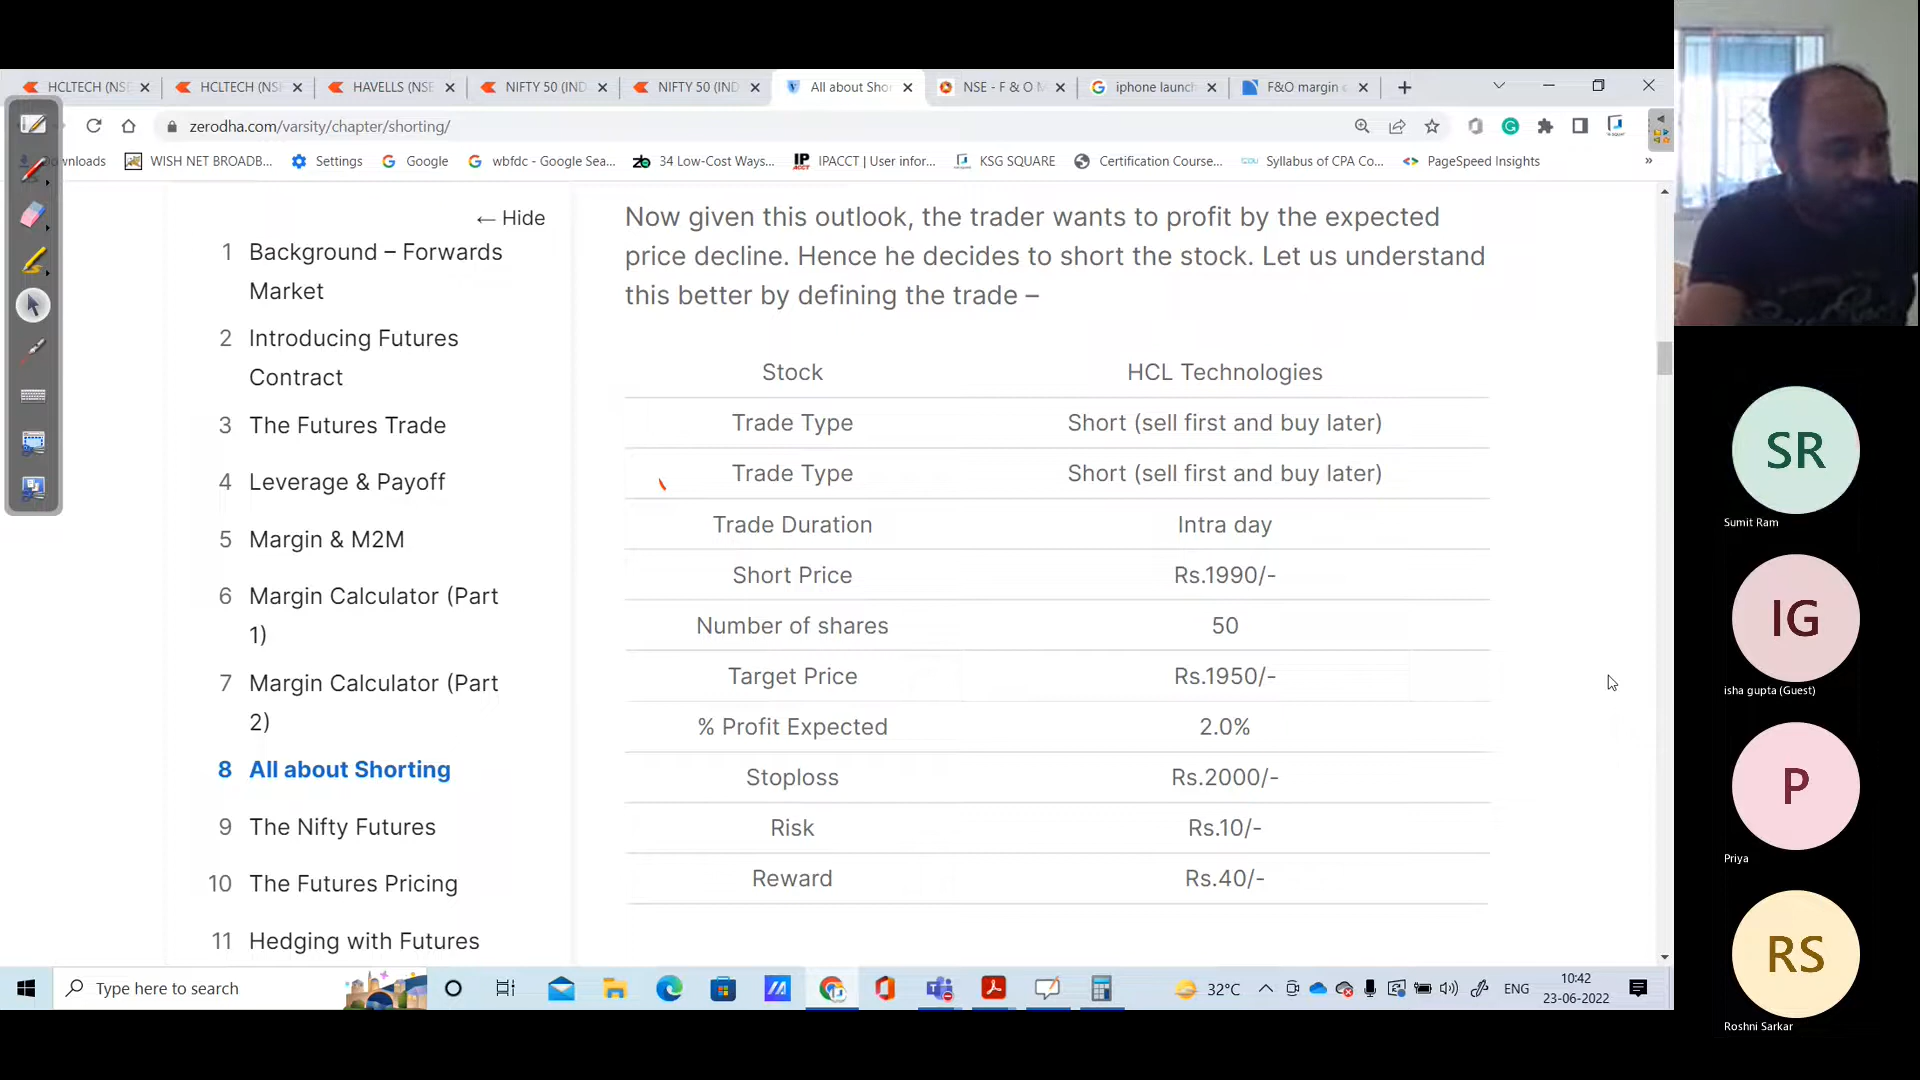 HCLTECH (NSE
HCLTECH (NSE
HAVELLS (NSE
NIFTY 50 (IND
NIFTY 50 (IND
All about Shor
NSE - F & O M
iphone launch
F&O margin c
zerodha.com/varsity/chapter/shorting/
wnloads
WISH NET BROADB...
Settings
Google
wbfdc - Google Sea...
34 Low-Cost Ways...
IPACCT | User infor...
KSG SQUARE
Certification Course...
Syllabus of CPA Co...
PageSpeed Insights
»
← Hide
1 Background – Forwards
Market
2 Introducing Futures
Contract
3 The Futures Trade
4 Leverage & Payoff
5 Margin & M2M
6 Margin Calculator (Part
1)
7 Margin Calculator (Part
2)
8 All about Shorting
9 The Nifty Futures
10 The Futures Pricing
11 Hedging with Futures
Now given this outlook, the trader wants to profit by the expected
price decline. Hence he decides to short the stock. Let us understand
this better by defining the trade –
Stock HCL Technologies
Trade Type Short (sell first and buy later)
Trade Type Short (sell first and buy later)
Trade Duration Intra day
Short Price Rs.1990/-
Number of shares 50
Target Price Rs.1950/-
% Profit Expected 2.0%
Stoploss Rs.2000/-
Risk Rs.10/-
Reward Rs.40/-
SR
Sumit Ram
IG
isha gupta (Guest)
P
Priya
RS
Roshni Sarkar
Type here to search
32°C
ENG
10:42
23-06-2022